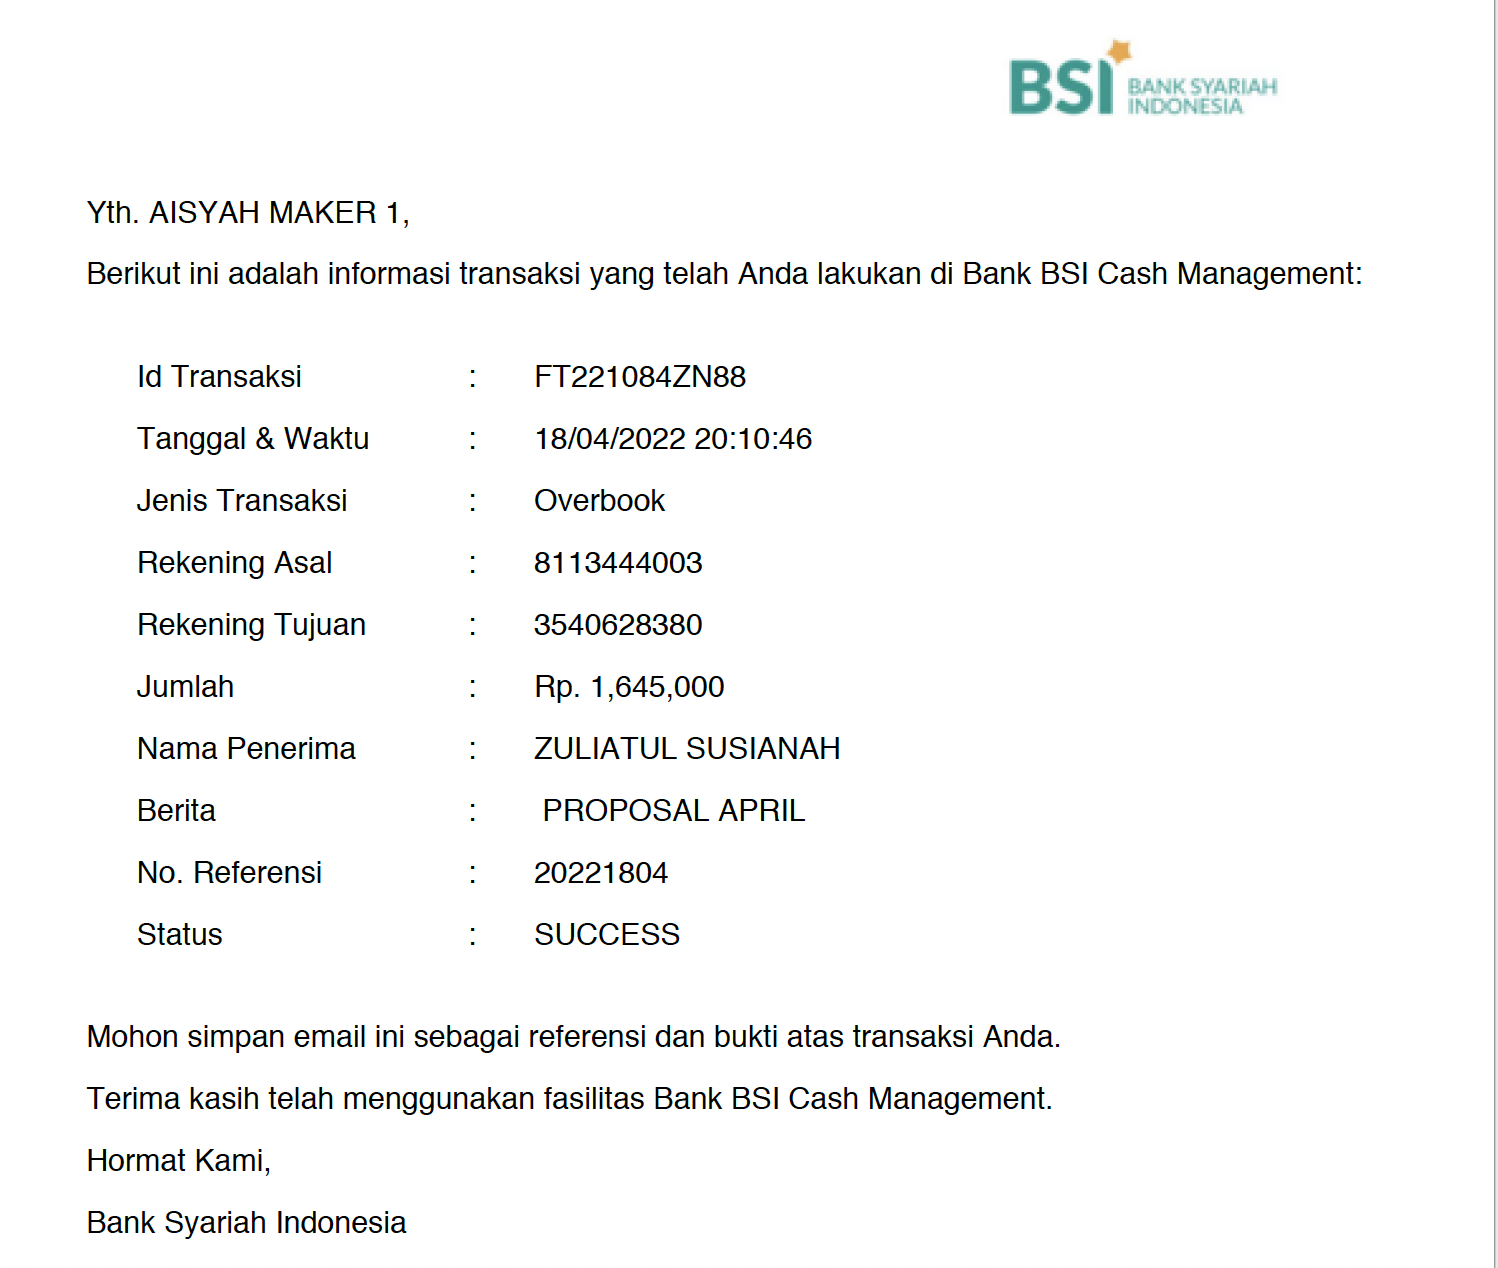 BSI BANK SYARIAH
INDONESIA
Yth. AISYAH MAKER 1,
Berikut ini adalah informasi transaksi yang telah Anda lakukan di Bank BSI Cash Management:
Id Transaksi : FT221084ZN88
Tanggal & Waktu : 18/04/2022 20:10:46
Jenis Transaksi : Overbook
Rekening Asal : 8113444003
Rekening Tujuan : 3540628380
Jumlah : Rp. 1,645,000
Nama Penerima : ZULIATUL SUSIANAH
Berita : PROPOSAL APRIL
No. Referensi : 20221804
Status : SUCCESS
Mohon simpan email ini sebagai referensi dan bukti atas transaksi Anda.
Terima kasih telah menggunakan fasilitas Bank BSI Cash Management.
Hormat Kami,
Bank Syariah Indonesia